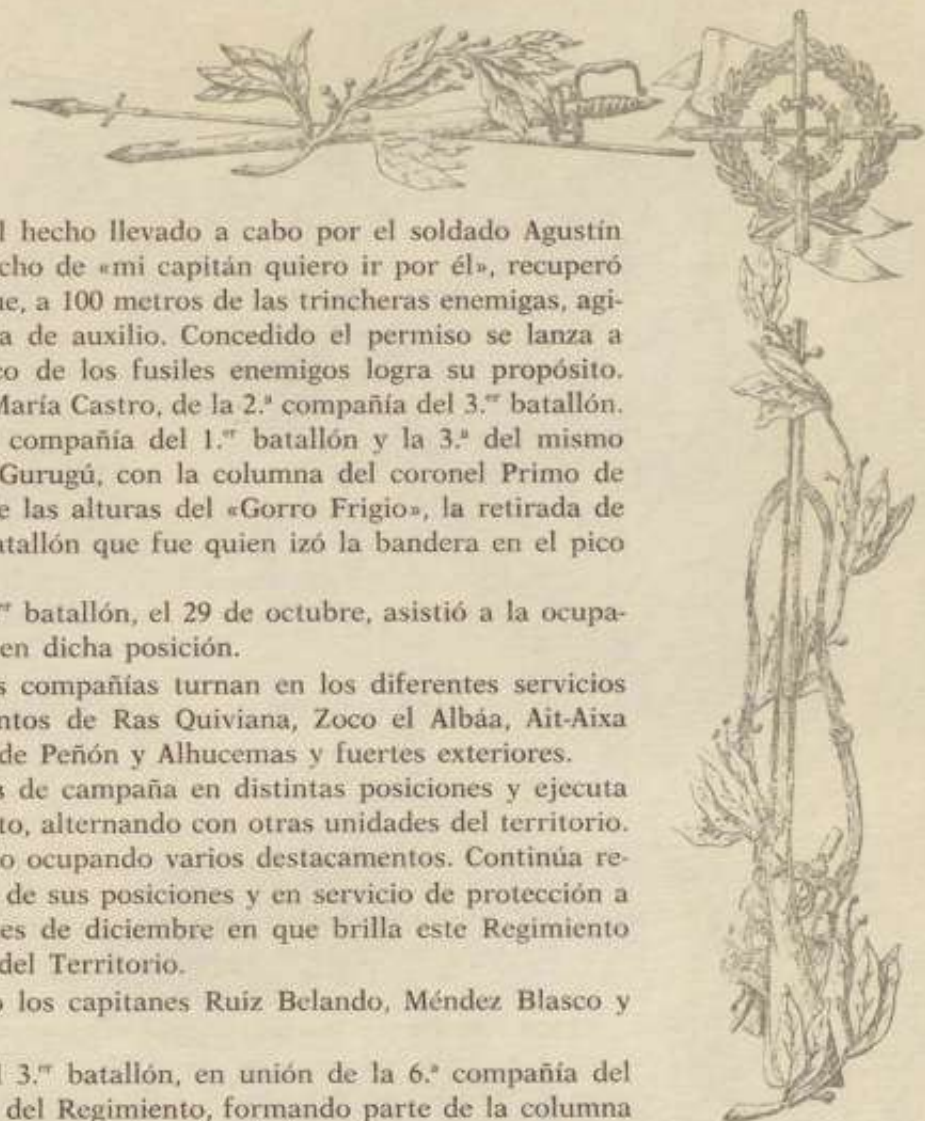 l hecho llevado a cabo por el soldado Agustín
cho de «mi capitán quiero ir por él», recuperó
ue, a 100 metros de las trincheras enemigas, agi-
a de auxilio. Concedido el permiso se lanza a
co de los fusiles enemigos logra su propósito.
María Castro, de la 2.ª compañía del 3.er batallón.
compañía del 1.er batallón y la 3.ª del mismo
Gurugú, con la columna del coronel Primo de
e las alturas del «Gorro Frigio», la retirada de
atallón que fue quien izó la bandera en el pico
er batallón, el 29 de octubre, asistió a la ocupa-
en dicha posición.
s compañías turnan en los diferentes servicios
ntos de Ras Quiviana, Zoco el Albáa, Ait-Aixa
de Peñón y Alhucemas y fuertes exteriores.
s de campaña en distintas posiciones y ejecuta
to, alternando con otras unidades del territorio.
o ocupando varios destacamentos. Continúa re-
de sus posiciones y en servicio de protección a
es de diciembre en que brilla este Regimiento
del Territorio.
o los capitanes Ruiz Belando, Méndez Blasco y
l 3.er batallón, en unión de la 6.ª compañía del
del Regimiento, formando parte de la columna